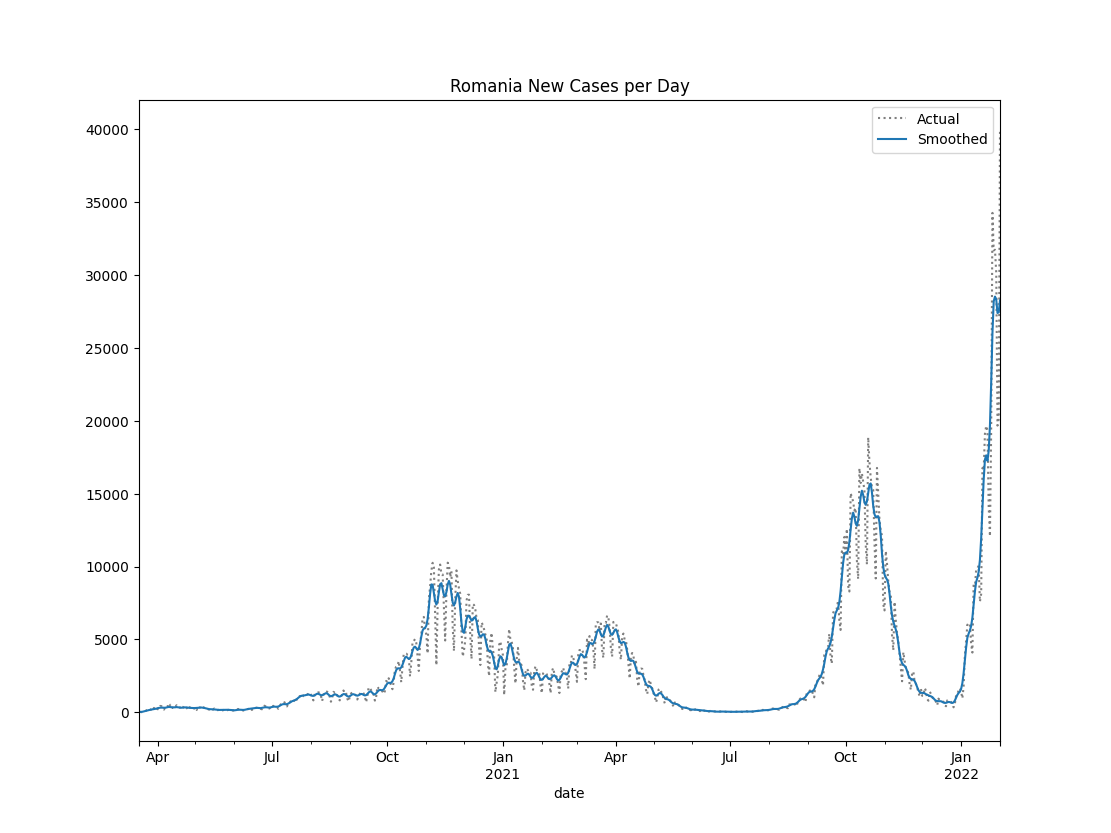 Romania New Cases per Day
Actual
Smoothed
40000
35000
30000
25000
20000
15000
10000
5000
0
Apr
Jul
Oct
Jan
2021
Apr
Jul
Oct
Jan
2022
date